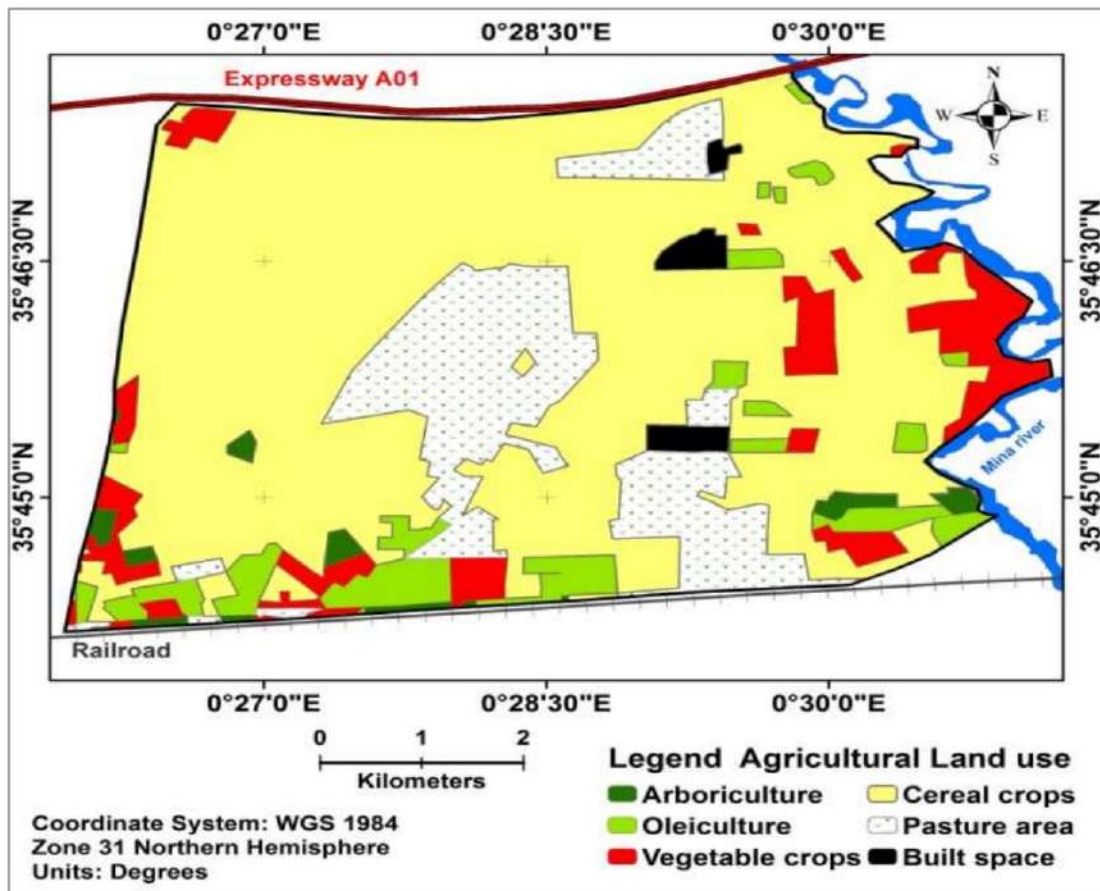 0°27'0"E 0°28'30"E 0°30'0"E
Expressway A01
N
W E
S
35°46'30"N 35°46'30"N
Mina river
35°45'0"N 35°45'0"N
Railroad
0°27'0"E 0°28'30"E 0°30'0"E
0 1 2
Kilometers
Legend Agricultural Land use
Arboriculture Cereal crops
Oleiculture Pasture area
Vegetable crops Built space
Coordinate System: WGS 1984
Zone 31 Northern Hemisphere
Units: Degrees